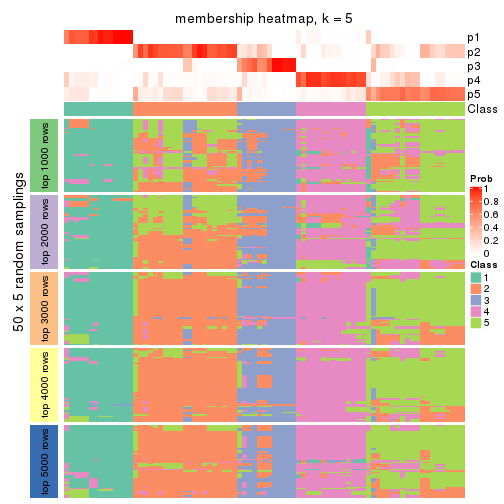 membership heatmap, k = 5
p1
p2
p3
p4
p5
Class
50 x 5 random samplings
top 1000 rows
top 2000 rows
top 3000 rows
top 4000 rows
top 5000 rows
Prob
1
0.8
0.6
0.4
0.2
0
Class
1
2
3
4
5